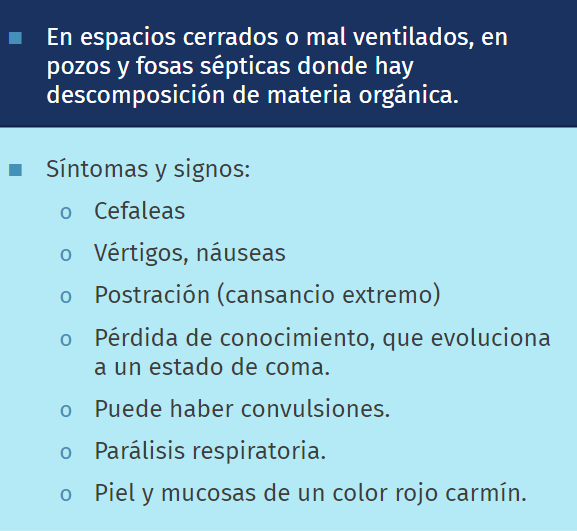 En espacios cerrados o mal ventilados, en
pozos y fosas sépticas donde hay
descomposición de materia orgánica.
Síntomas y signos:
o Cefaleas
o Vértigos, náuseas
o Postración (cansancio extremo)
o Pérdida de conocimiento, que evoluciona
a un estado de coma.
o Puede haber convulsiones.
o Parálisis respiratoria.
o Piel y mucosas de un color rojo carmín.